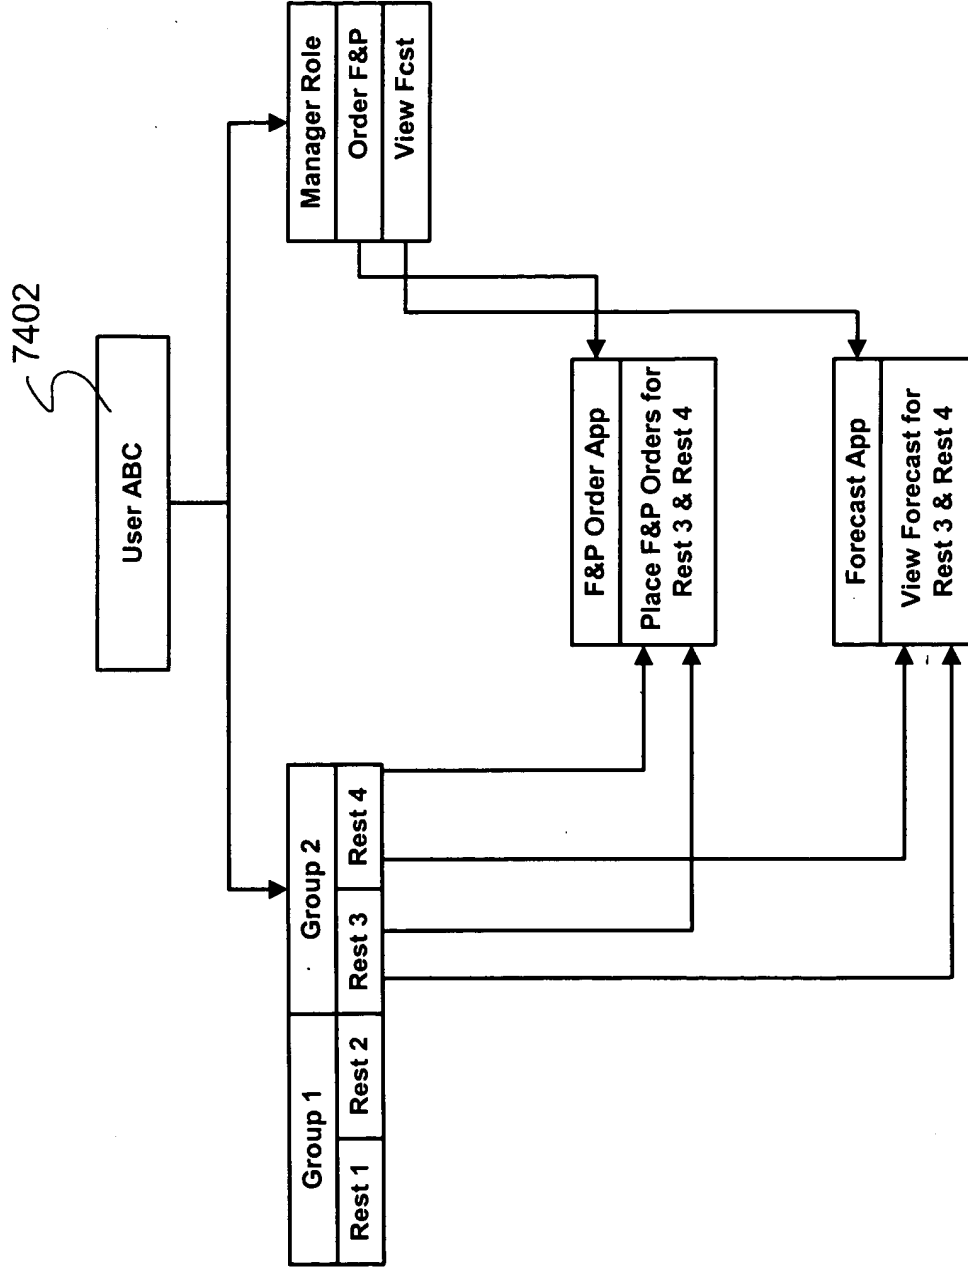 7402
User ABC
Group 1
Group 2
Rest 1
Rest 2
Rest 3
Rest 4
Manager Role
Order F&P
View Fcst
F&P Order App
Place F&P Orders for
Rest 3 & Rest 4
Forecast App
View Forecast for
Rest 3 & Rest 4